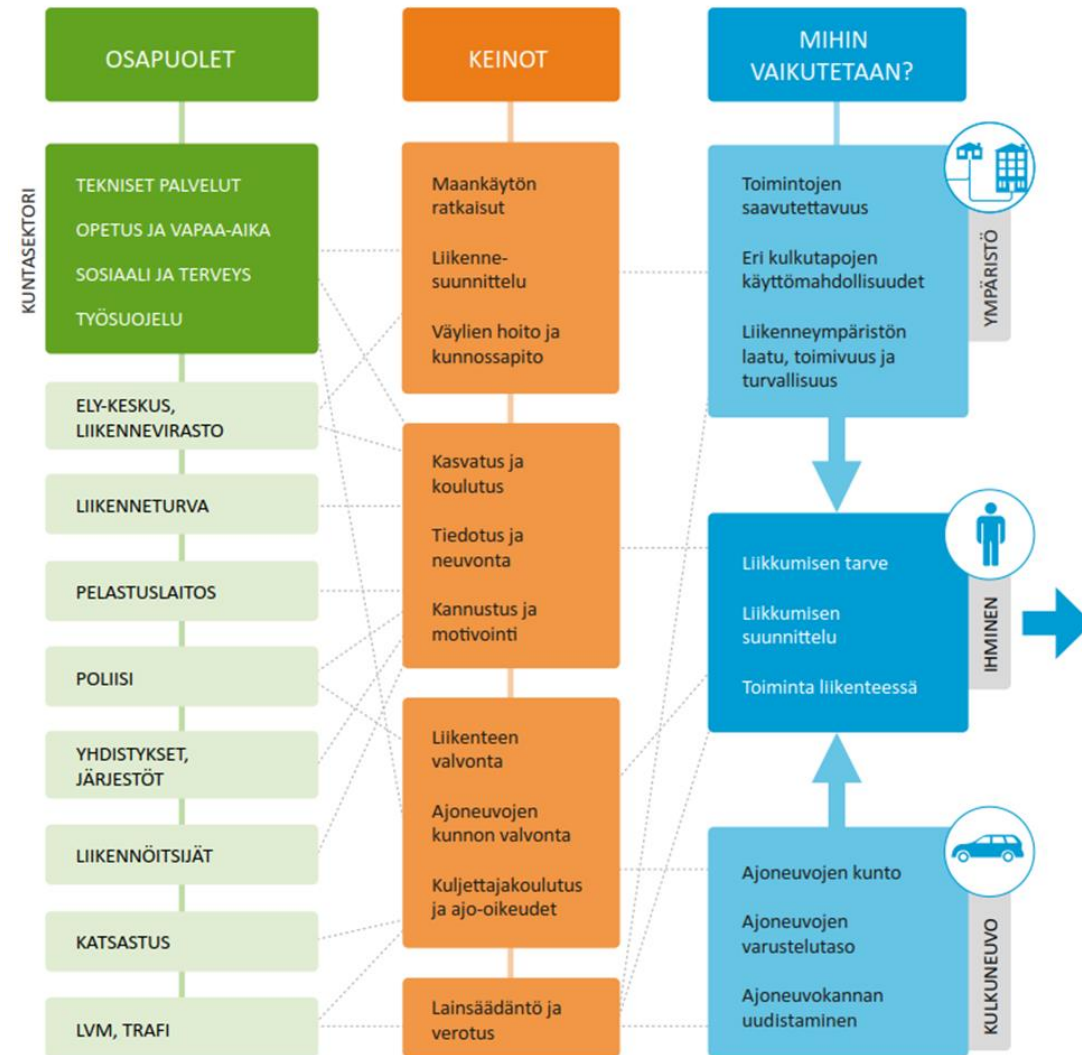 OSAPUOLET
KUNTASEKTORI
TEKNISET PALVELUT
OPETUS JA VAPAA-AIKA
SOSIAALI JA TERVEYS
TYÖSUOJELU
ELY-KESKUS,
LIIKENNEVIRASTO
LIIKENNETURVA
PELASTUSLAITOS
POLIISI
YHDISTYKSET,
JÄRJESTÖT
LIIKENNÖITSIJÄT
KATSASTUS
LVM, TRAFI
KEINOT
Maankäytön
ratkaisut
Liikenne-
suunnittelu
Väylien hoito ja
kunnossapito
Kasvatus ja
koulutus
Tiedotus ja
neuvonta
Kannustus ja
motivointi
Liikenteen
valvonta
Ajoneuvojen
kunnon valvonta
Kuljettajakoulutus
ja ajo-oikeudet
Lainsäädäntö ja
verotus
MIHIN
VAIKUTETAAN?
Toimintojen
saavutettavuus
Eri kulkutapojen
käyttömahdollisuudet
Liikenneympäristön
laatu, toimivuus ja
turvallisuus
YMPÄRISTÖ
Liikkumisen tarve
Liikkumisen
suunnittelu
Toiminta liikenteessä
IHMINEN
Ajoneuvojen kunto
Ajoneuvojen
varustelutaso
Ajoneuvokannan
uudistaminen
KULKUNEUVO